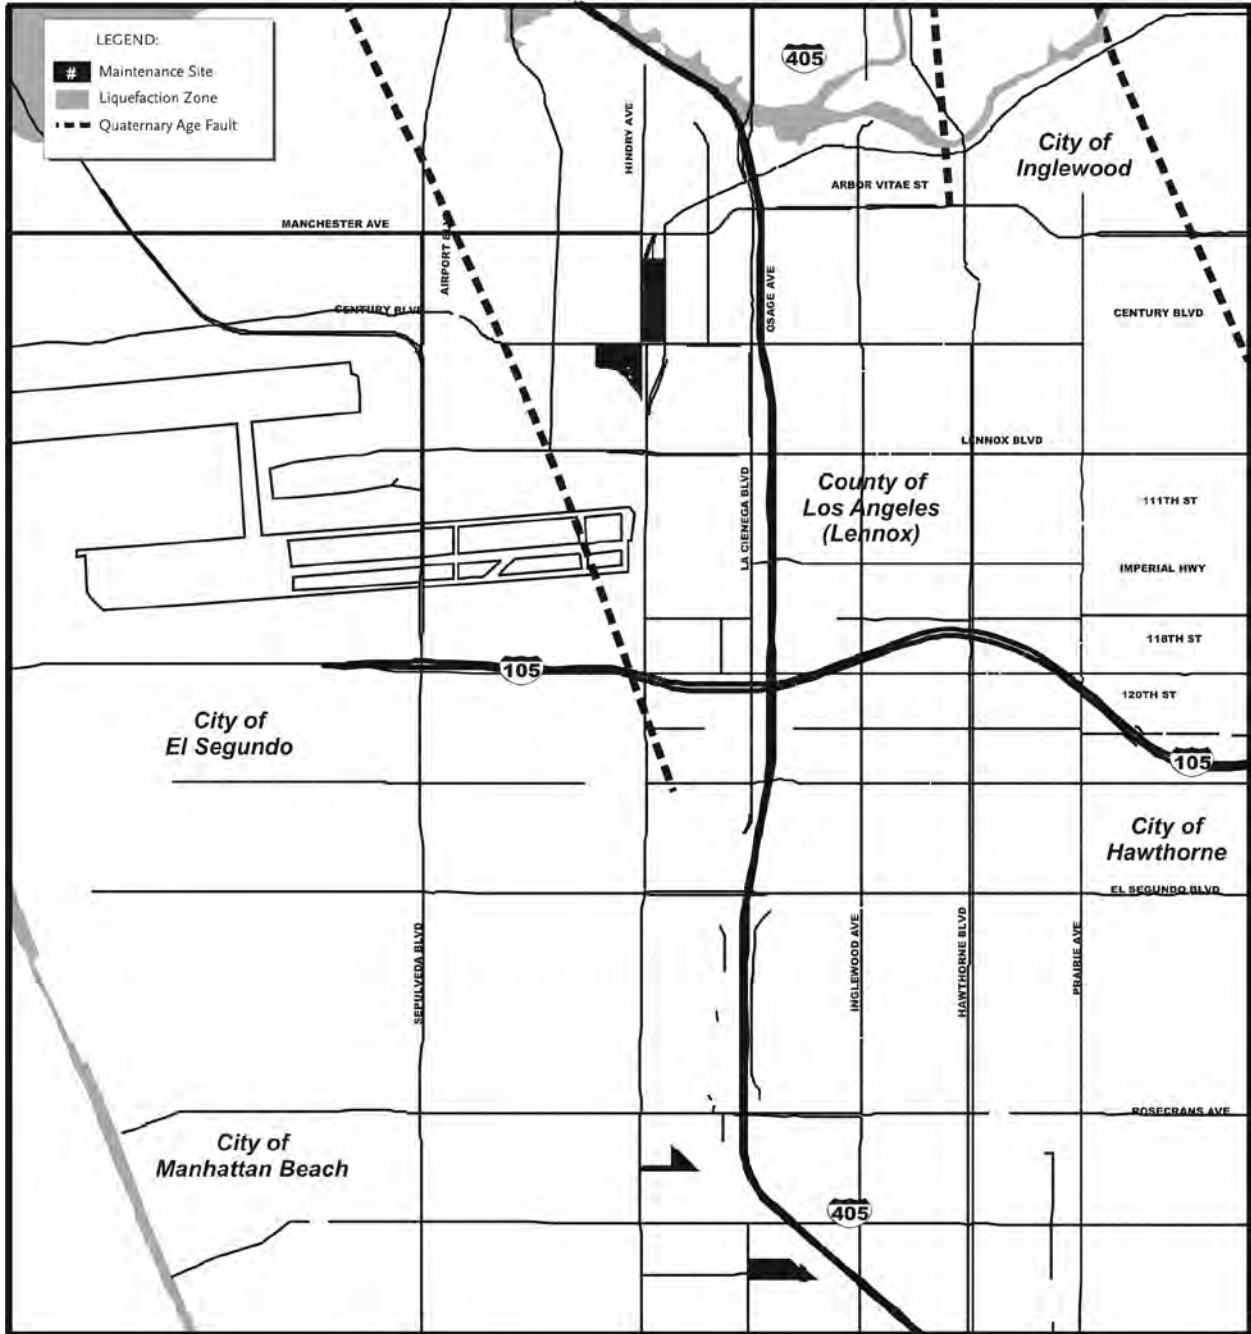 LEGEND:
# Maintenance Site
Liquefaction Zone
Quaternary Age Fault
405
HINDRY AVE
City of
Inglewood
ARBOR VITAE ST
MANCHESTER AVE
AIRPORT BLVD
OSAGE AVE
CENTURY BLVD
CENTURY BLVD
LENNOX BLVD
LA CIENEGA BLVD
County of
Los Angeles
(Lennox)
111TH ST
IMPERIAL HWY
118TH ST
105
120TH ST
City of
El Segundo
105
City of
Hawthorne
EL SEGUNDO BLVD
SEPULVEDA BLVD
INGLEWOOD AVE
HAWTHORNE BLVD
PRAIRIE AVE
ROSECRANS AVE
City of
Manhattan Beach
405